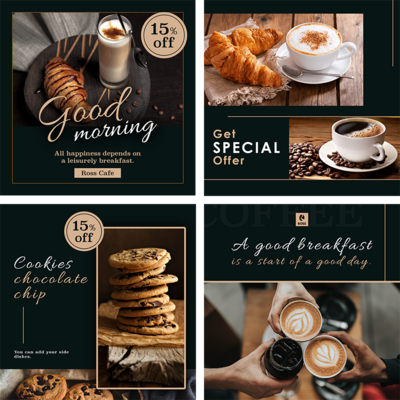 15%
off
Good
morning
All happiness depends on
a leisurely breakfast.
Ross Cafe
Get
SPECIAL
Offer
15%
off
Cookies
chocolate
chip
You can add your side
dishes.
COFFEE
A good breakfast
is a start of a good day.